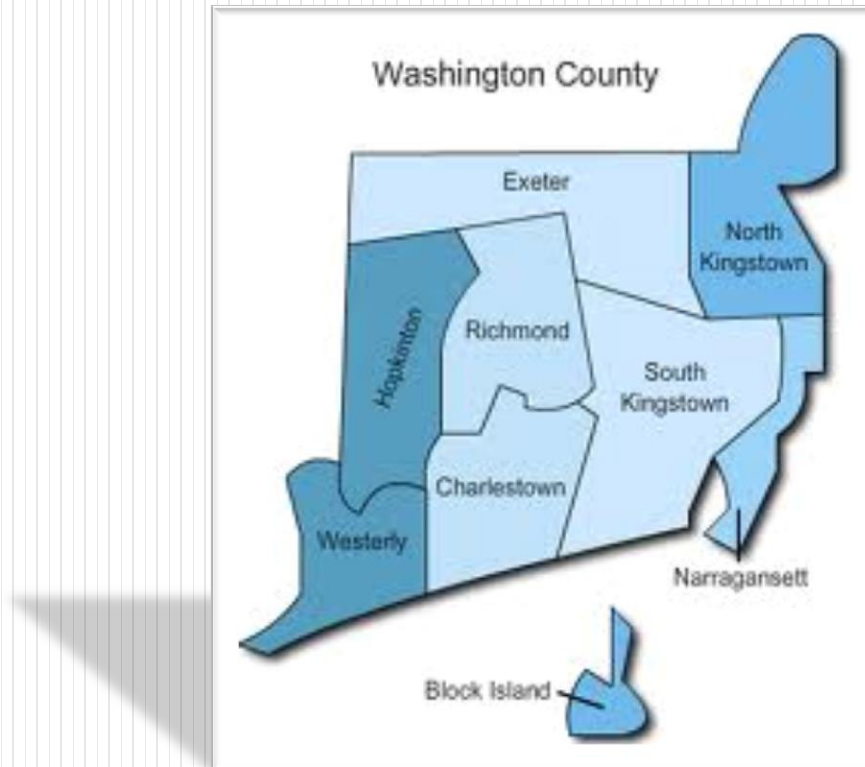 Washington County
Exeter
North
Kingstown
Hopkinton
Richmond
South
Kingstown
Charlestown
Westerly
Narragansett
Block Island